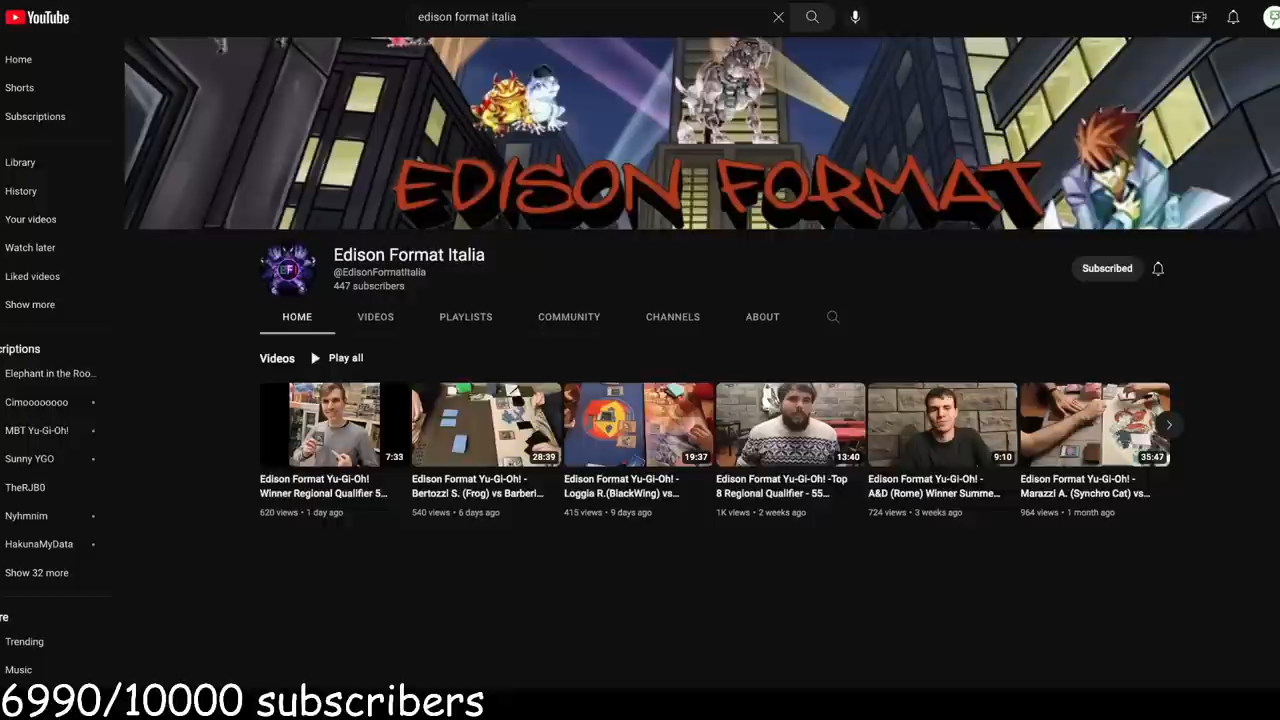 YouTube
edison format italia
Home
Shorts
Subscriptions
Library
History
Your videos
Watch later
Liked videos
Show more
criptions
Elephant in the Roo...
Cimoooooooo
MBT Yu-Gi-Oh!
Sunny YGO
TheRJB0
Nyhmnim
HakunaMyData
Show 32 more
re
Trending
Music
EDISON FORMAT
EFI
Edison Format Italia
@EdisonFormatItalia
447 subscribers
Subscribed
HOME VIDEOS PLAYLISTS COMMUNITY CHANNELS ABOUT
Videos Play all
7:33
Edison Format Yu-Gi-Oh!
Winner Regional Qualifier 5...
620 views • 1 day ago
28:39
Edison Format Yu-Gi-Oh! -
Bertozzi S. (Frog) vs Barberi...
540 views • 6 days ago
19:37
Edison Format Yu-Gi-Oh! -
Loggia R.(BlackWing) vs...
415 views • 9 days ago
13:40
Edison Format Yu-Gi-Oh! -Top
8 Regional Qualifier - 55...
1K views • 2 weeks ago
9:10
Edison Format Yu-Gi-Oh! -
A&D (Rome) Winner Summe...
724 views • 3 weeks ago
35:47
Edison Format Yu-Gi-Oh! -
Marazzi A. (Synchro Cat) vs...
964 views • 1 month ago
6990/10000 subscribers